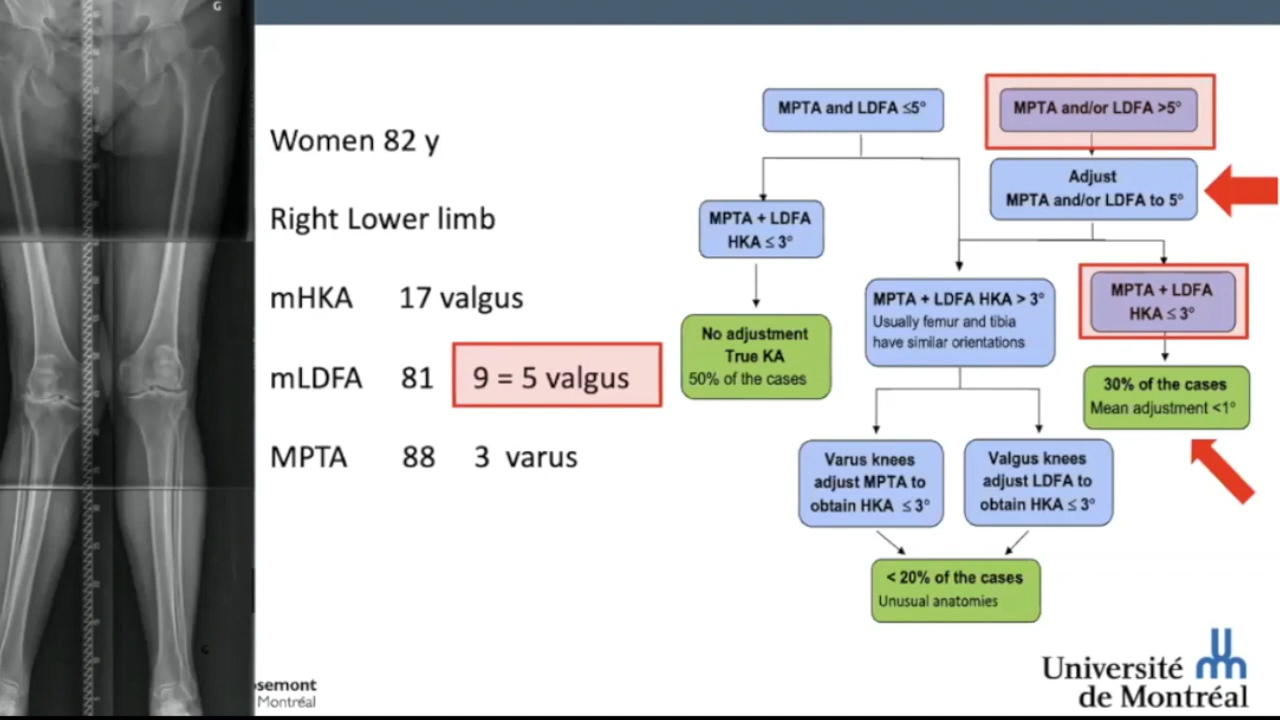 G
Women 82 y
Right Lower limb
mHKA 17 valgus
mLDFA 81 9 = 5 valgus
MPTA 88 3 varus
MPTA and LDFA ≤5°
MPTA and/or LDFA >5°
Adjust
MPTA and/or LDFA to 5°
MPTA + LDFA
HKA ≤ 3°
MPTA + LDFA HKA > 3°
Usually femur and tibia
have similar orientations
MPTA + LDFA
HKA ≤ 3°
No adjustment
True KA
50% of the cases
30% of the cases
Mean adjustment <1°
Varus knees
adjust MPTA to
obtain HKA ≤ 3°
Valgus knees
adjust LDFA to
obtain HKA ≤ 3°
< 20% of the cases
Unusual anatomies
G
semont
Montréal
Université
de Montréal